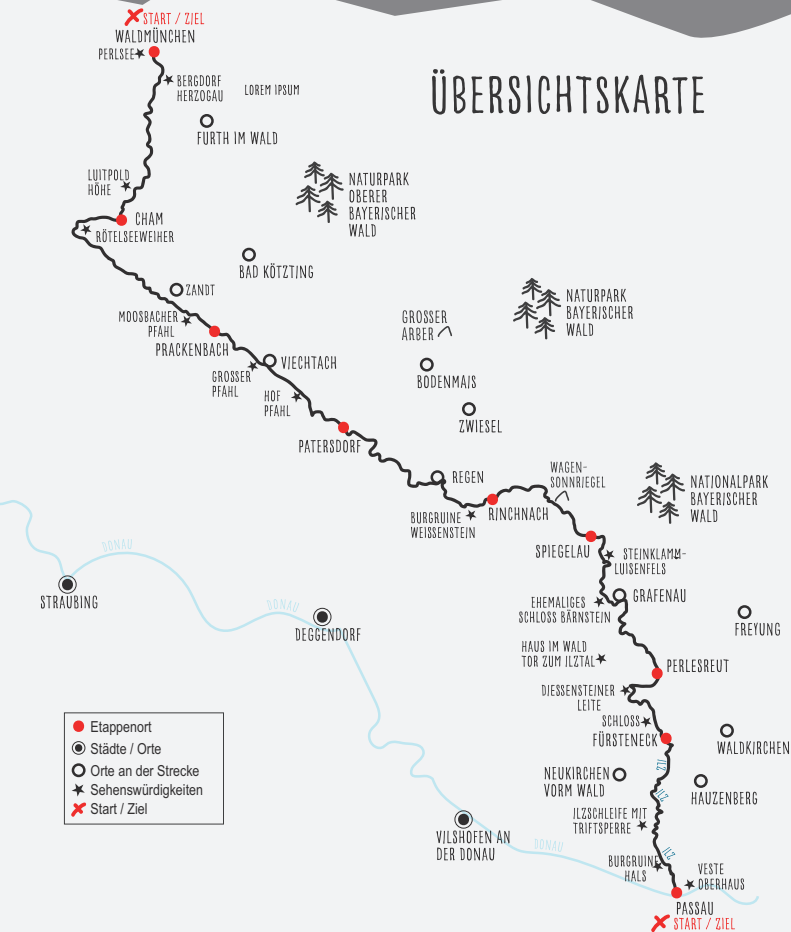 START / ZIEL
WALDMÜNCHEN
PERLSEE
BERGDORF
HERZOGAU
LOREM IPSUM
ÜBERSICHTSKARTE
FURTH IM WALD
LUITPOLD
HÖHE
NATURPARK
OBERER
BAYERISCHER
WALD
CHAM
RÖTELSEEWEIHER
BAD KÖTZTING
ZANDT
NATURPARK
BAYERISCHER
WALD
MOOSBACHER
PFAHL
GROSSER
ARBER
PRACKENBACH
VIECHTACH
GROSSER
PFAHL
BODENMAIS
HOF
PFAHL
ZWIESEL
PATERSDORF
REGEN
WAGEN-
SONNRIEGEL
NATIONALPARK
BAYERISCHER
WALD
BURGRUINE
WEISSENSTEIN
RINCHNACH
SPIEGELAU
STEINKLAMM-
LUISENFELS
DONAU
STRAUBING
DONAU
DEGGENDORF
EHEMALIGES
SCHLOSS BÄRNSTEIN
GRAFENAU
FREYUNG
HAUS IM WALD
TOR ZUM ILZTAL
PERLESREUT
DIESSENSTEINER
LEITE
SCHLOSS
FÜRSTENECK
WALDKIRCHEN
ILZ
NEUKIRCHEN
VORM WALD
HAUZENBERG
ILZ
ILZSCHLEIFE MIT
TRIFTSPERRE
VILSHOFEN AN
DER DONAU
DONAU
ILZ
BURGRUINE
HALS
VESTE
OBERHAUS
PASSAU
START / ZIEL
Etappenort
Städte / Orte
Orte an der Strecke
Sehenswürdigkeiten
Start / Ziel